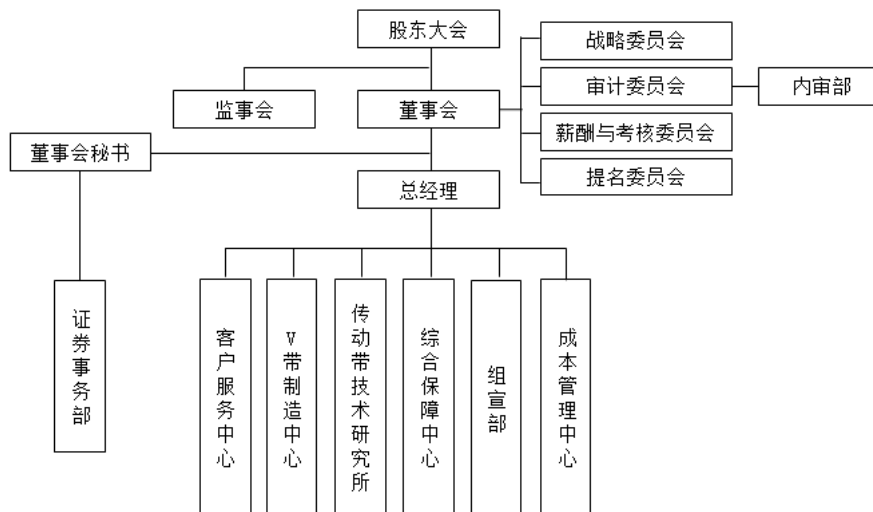 股东大会
战略委员会
审计委员会
内审部
监事会
董事会
薪酬与考核委员会
董事会秘书
提名委员会
总经理
证券事务部
客户服务中心
V带制造中心
传动带技术研究所
综合保障中心
组宣部
成本管理中心